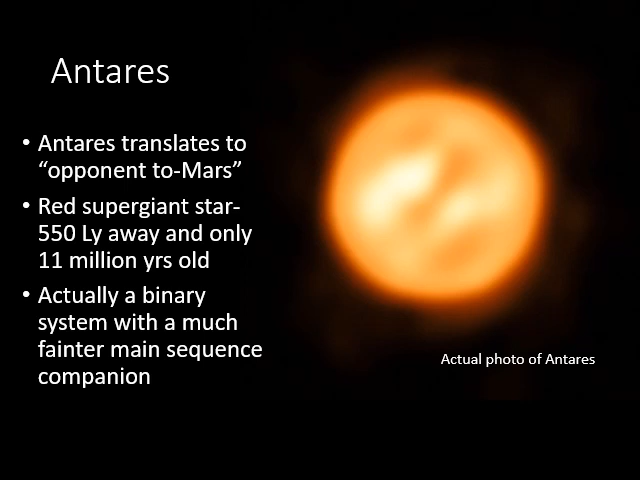 Antares
• Antares translates to
“opponent to-Mars”
• Red supergiant star-
550 Ly away and only
11 million yrs old
• Actually a binary
system with a much
fainter main sequence
companion
Actual photo of Antares